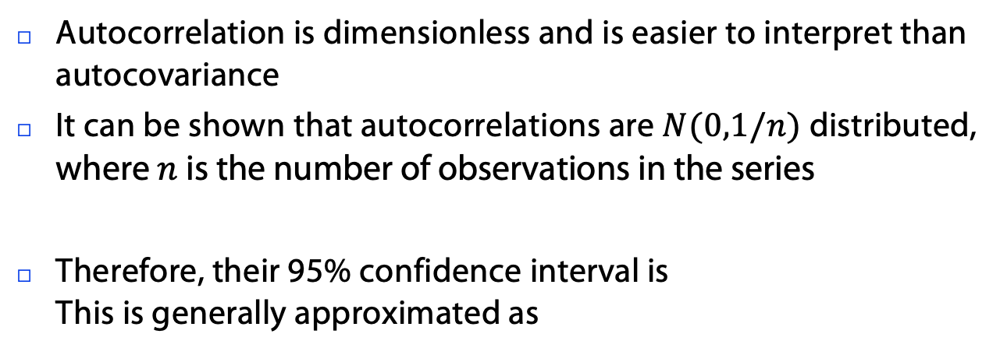 Autocorrelation is dimensionless and is easier to interpret than
autocovariance
It can be shown that autocorrelations are N(0,1/n) distributed,
where n is the number of observations in the series
Therefore, their 95% confidence interval is
This is generally approximated as